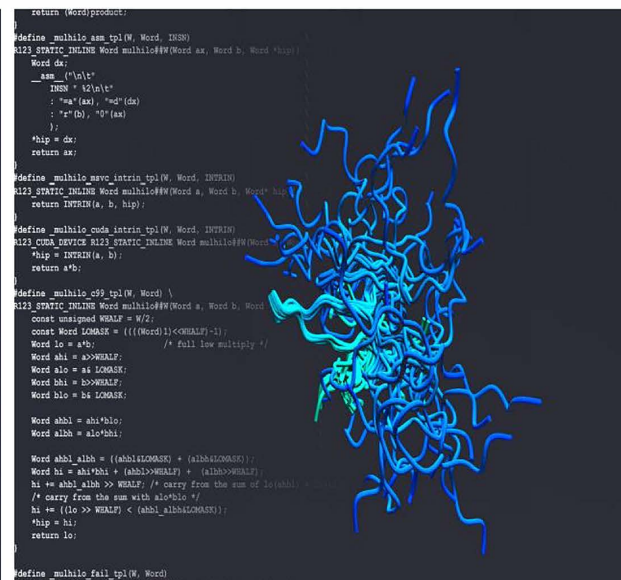 return (Word)product;
}
#define _mulhilo_asm_tpl(W, Word, INSN)
R123_STATIC_INLINE Word mulhilo##W(Word ax, Word b, Word *hip){
Word dx;
__asm__("\n\t"
INSN " %2\n\t"
: "=a"(ax), "=d"(dx)
: "r"(b), "0"(ax)
);
*hip = dx;
return ax;
}
#define _mulhilo_msvc_intrin_tpl(W, Word, INTRIN)
R123_STATIC_INLINE Word mulhilo##W(Word a, Word b, Word* hip
return INTRIN(a, b, hip);
}
#define _mulhilo_cuda_intrin_tpl(W, Word, INTRIN)
R123_CUDA_DEVICE R123_STATIC_INLINE Word mulhilo##W(Word
*hip = INTRIN(a, b);
return a*b;
}
#define _mulhilo_c99_tpl(W, Word) \
R123_STATIC_INLINE Word mulhilo##W(Word a, Word b, Word
const unsigned WHALF = W/2;
const Word LOMASK = ((((Word)1)<<WHALF)-1);
Word lo = a*b; /* full low multiply */
Word ahi = a>>WHALF;
Word alo = a& LOMASK;
Word bhi = b>>WHALF;
Word blo = b& LOMASK;
Word ahbl = ahi*blo;
Word albh = alo*bhi;
Word ahbl_albh = ((ahbl&LOMASK) + (albh&LOMASK));
Word hi = ahi*bhi + (ahbl>>WHALF) + (albh>>WHALF);
hi += ahbl_albh >> WHALF; /* carry from the sum of lo(ahbl)
/* carry from the sum with alo*blo */
hi += ((lo >> WHALF) < (ahbl_albh&LOMASK));
*hip = hi;
return lo;
}
#define _mulhilo_fail_tpl(W, Word)